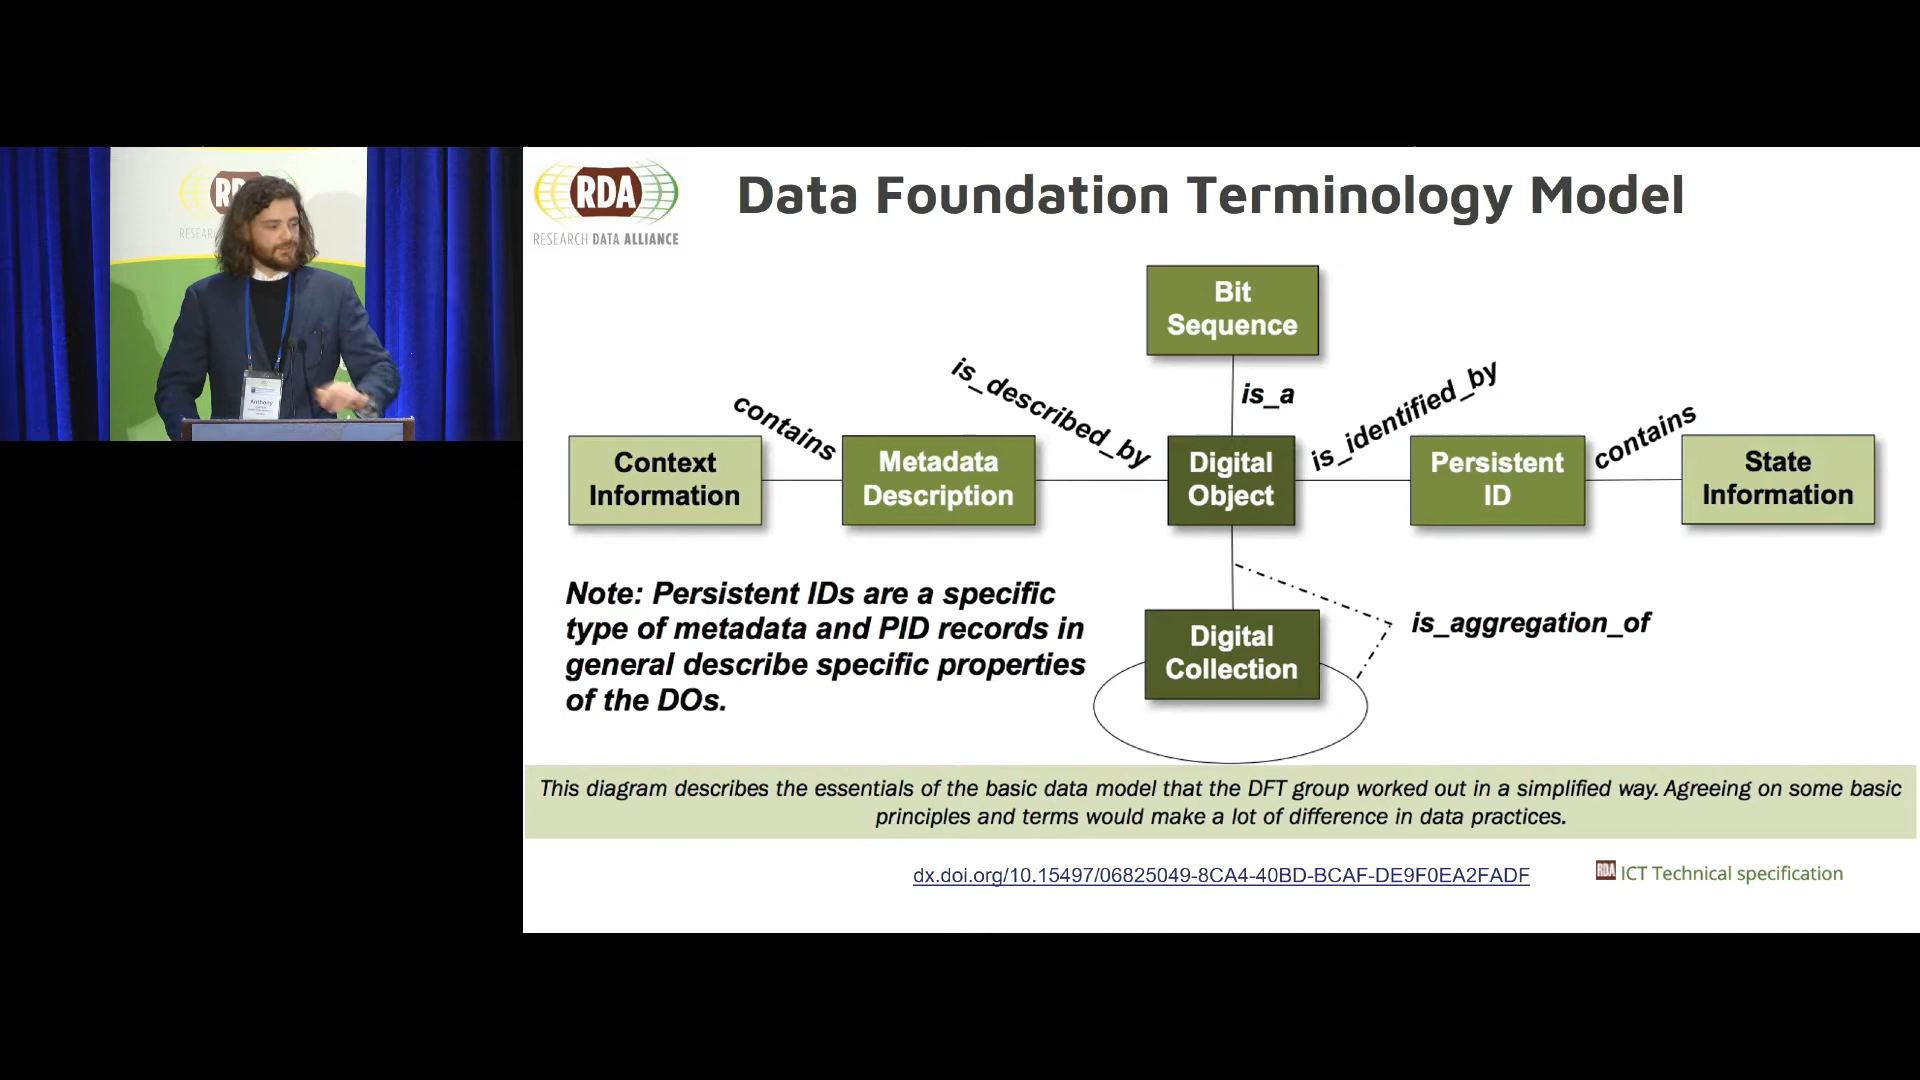 RDA
RESEARCH DATA ALLIANCE
Data Foundation Terminology Model
Bit
Sequence
is_a
contains
is_described_by
is_identified_by
contains
Context
Information
Metadata
Description
Digital
Object
Persistent
ID
State
Information
Note: Persistent IDs are a specific
type of metadata and PID records in
general describe specific properties
of the DOs.
Digital
Collection
is_aggregation_of
This diagram describes the essentials of the basic data model that the DFT group worked out in a simplified way. Agreeing on some basic
principles and terms would make a lot of difference in data practices.
dx.doi.org/10.15497/06825049-8CA4-40BD-BCAF-DE9F0EA2FADF
RDA ICT Technical specification
Anthony